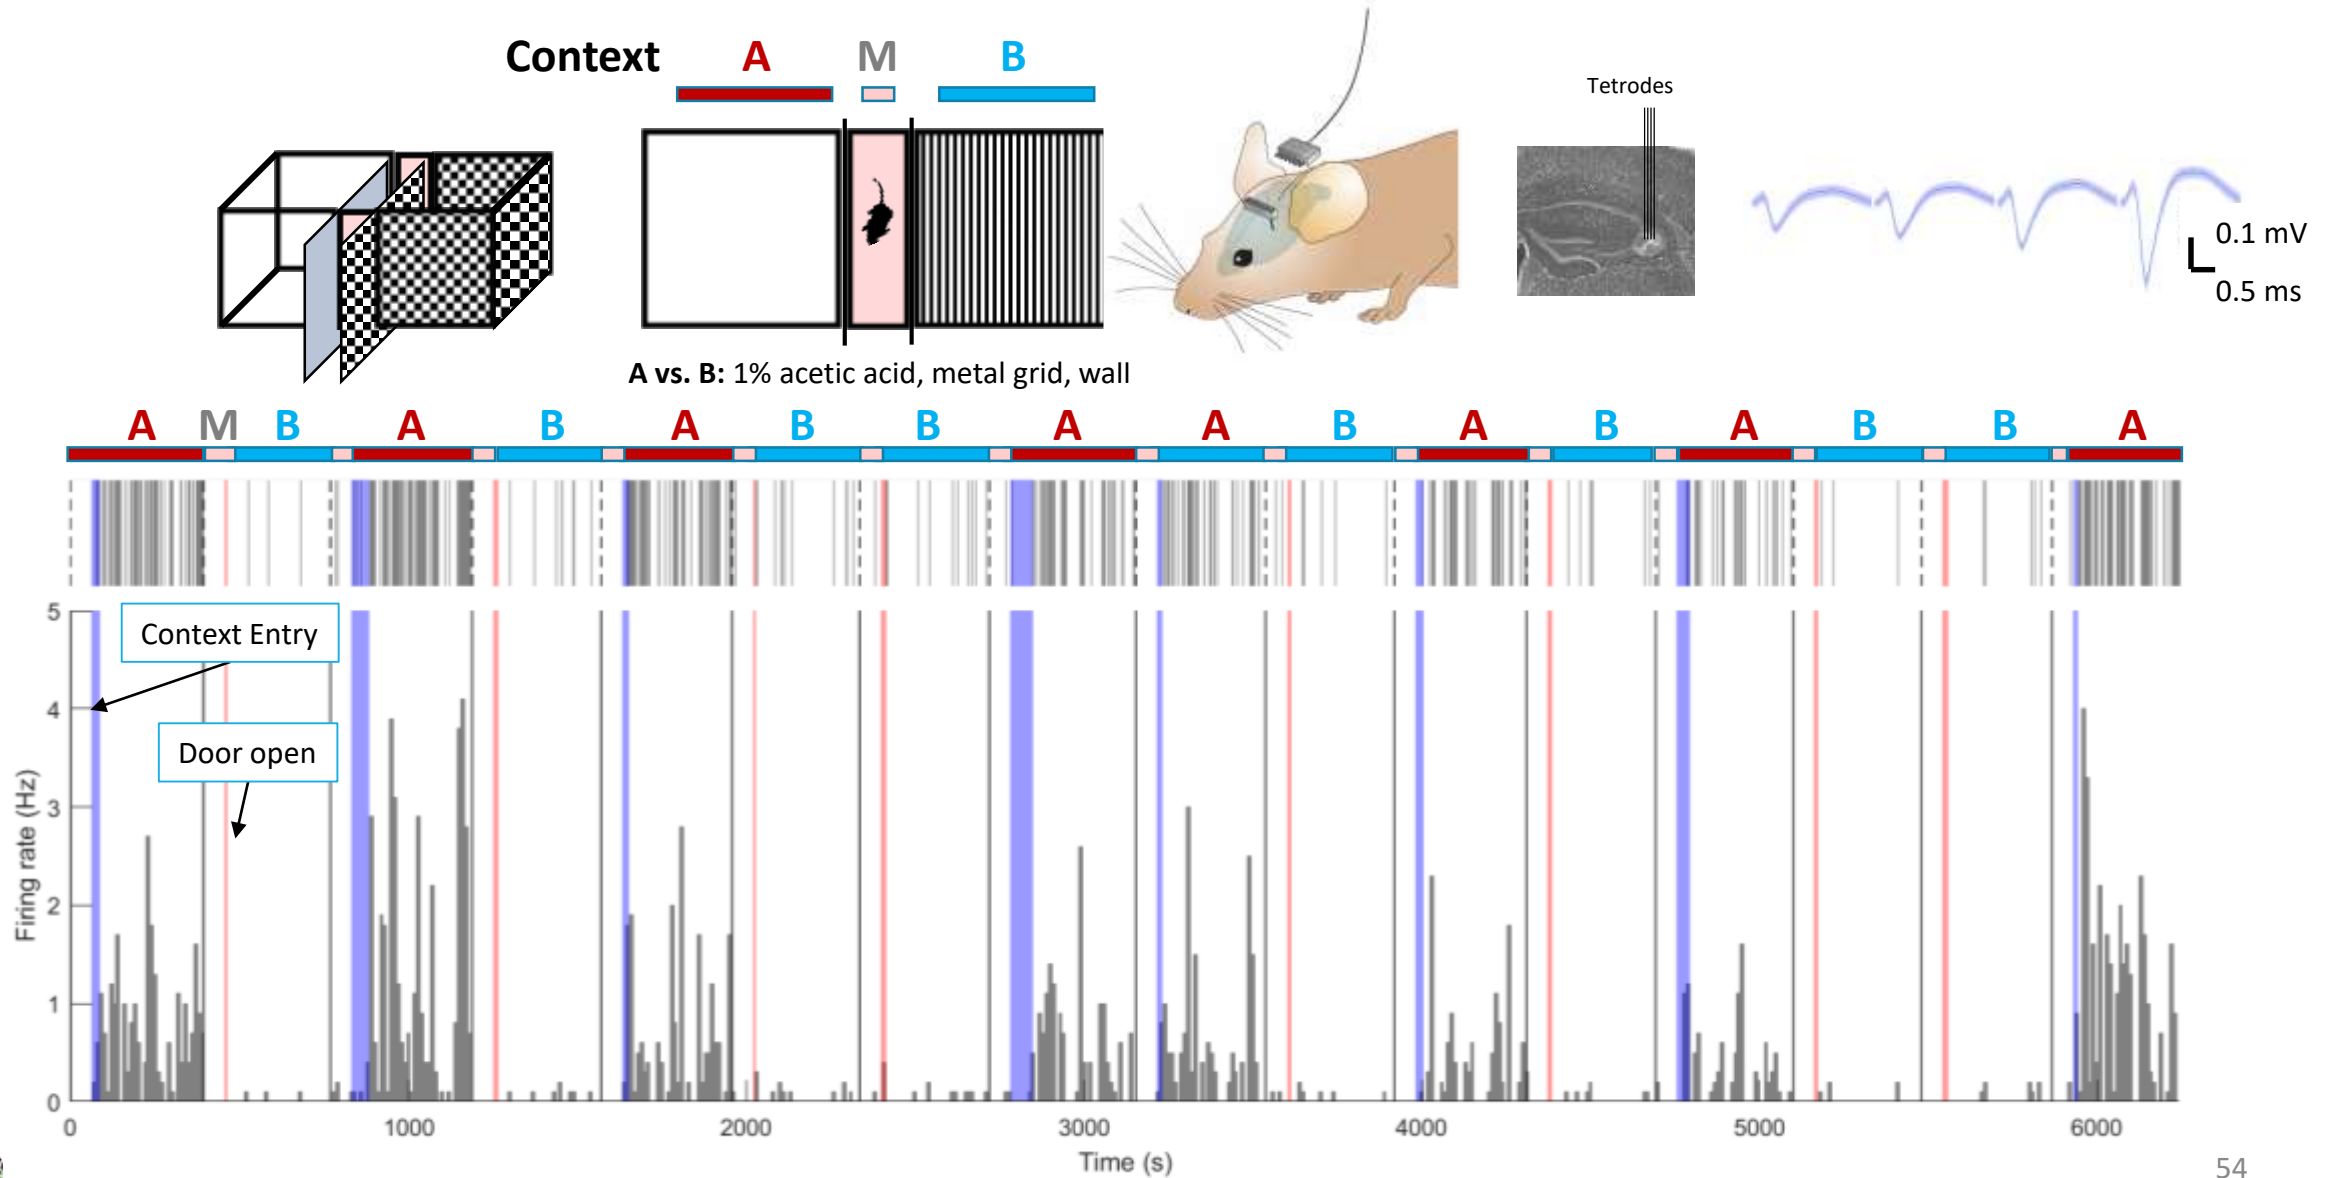 Context A M B
Tetrodes
0.1 mV
0.5 ms
A vs. B: 1% acetic acid, metal grid, wall
A M B A B A B B A A B A B A B B A
Context Entry
Door open
Firing rate (Hz)
5
4
3
2
1
0
0 1000 2000 3000 4000 5000 6000
Time (s)
54